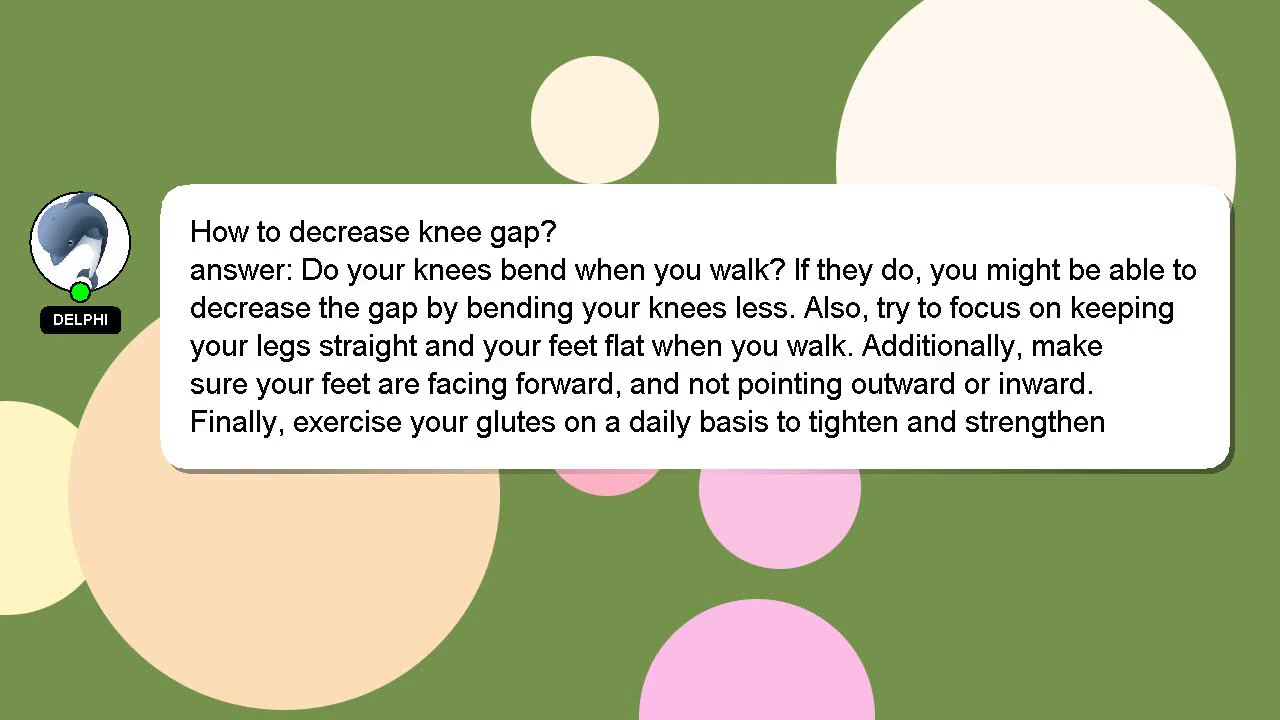 How to decrease knee gap?
answer: Do your knees bend when you walk? If they do, you might be able to
decrease the gap by bending your knees less. Also, try to focus on keeping
your legs straight and your feet flat when you walk. Additionally, make
sure your feet are facing forward, and not pointing outward or inward.
Finally, exercise your glutes on a daily basis to tighten and strengthen
DELPHI